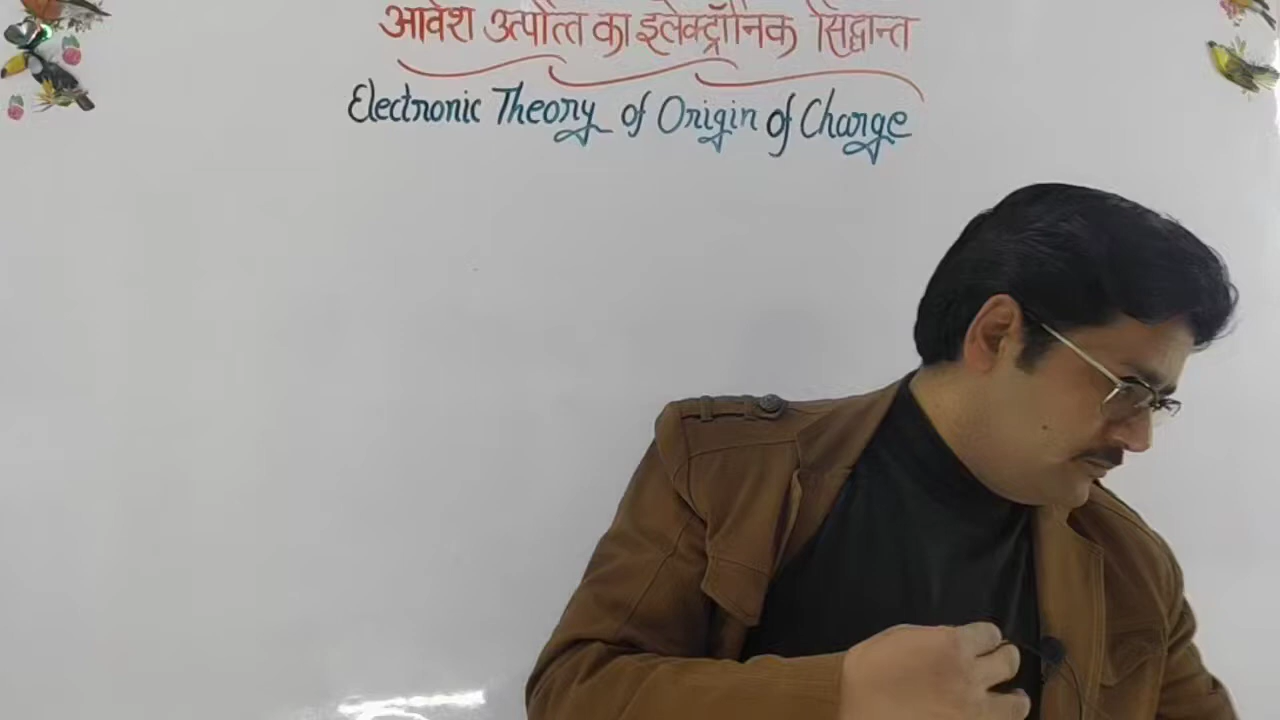 आवेश उत्पत्ति का इलेक्ट्रॉनिक सिद्धान्त
Electronic Theory of Origin of Charge